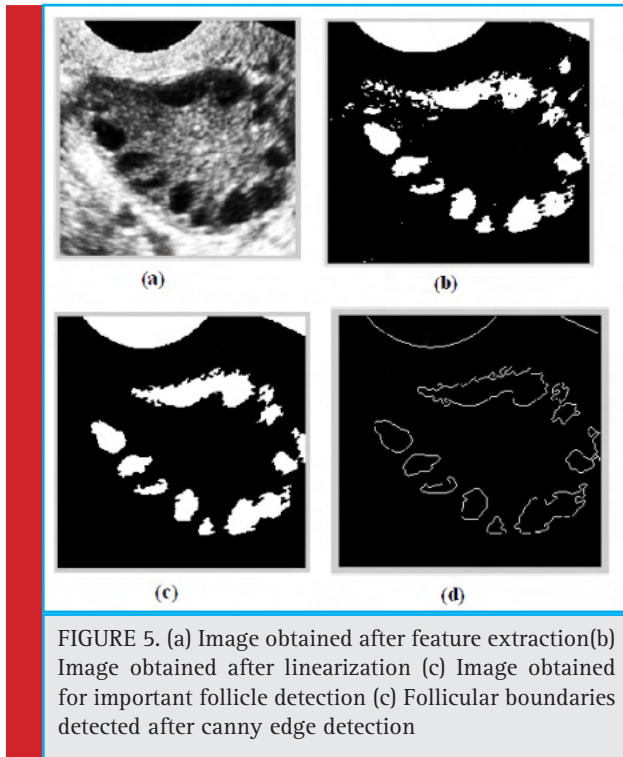 (a)
(b)
(c)
(d)
FIGURE 5. (a) Image obtained after feature extraction(b)
Image obtained after linearization (c) Image obtained
for important follicle detection (c) Follicular boundaries
detected after canny edge detection